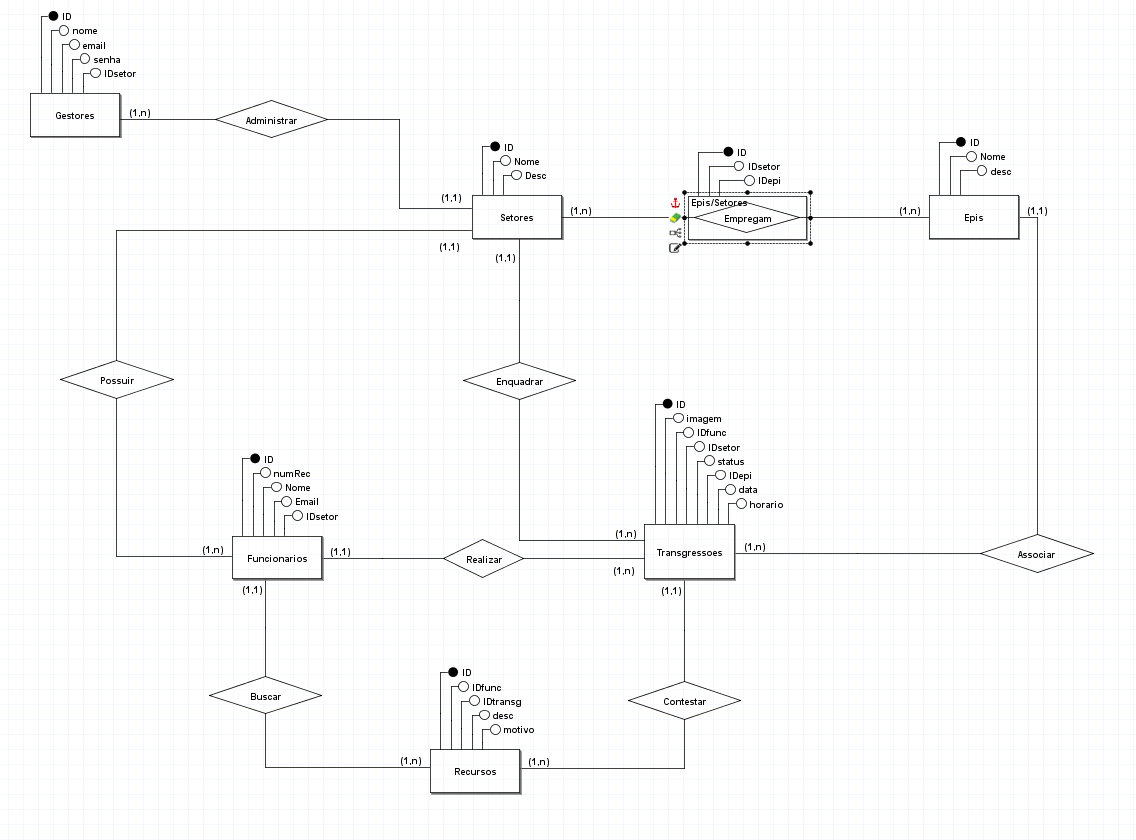 ID
nome
email
senha
IDsetor
Gestores
(1,n)
Administrar
ID
Nome
Desc
(1,1)
Setores
(1,n)
(1,1)
(1,1)
ID
IDsetor
IDepi
Epis/Setores
Empregam
(1,n)
ID
Nome
desc
Epis
(1,1)
Possuir
Enquadrar
ID
imagem
IDfunc
IDsetor
status
IDepi
data
horario
ID
numRec
Nome
Email
IDsetor
(1,n)
Funcionarios
(1,1)
(1,1)
Realizar
(1,n)
(1,n)
Transgressoes
(1,n)
(1,1)
Associar
Buscar
Contestar
ID
IDfunc
IDtransg
desc
motivo
(1,n)
Recursos
(1,n)